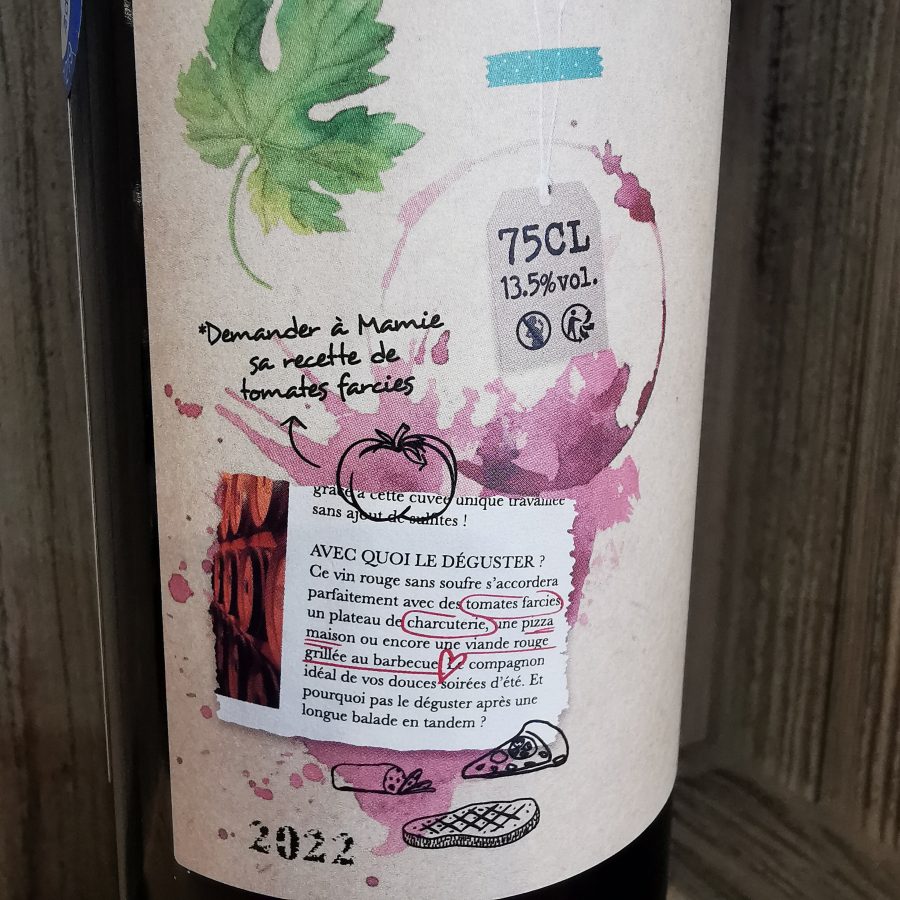 75CL
13.5%vol.
*Demander à Mamie
sa recette de
tomates farcies
grâce à cette cuvée unique travaillée
sans ajout de sulfites !
AVEC QUOI LE DÉGUSTER ?
Ce vin rouge sans soufre s'accordera
parfaitement avec des tomates farcies
un plateau de charcuterie, une pizza
maison ou encore une viande rouge
grillée au barbecue. Le compagnon
idéal de vos douces soirées d'été. Et
pourquoi pas le déguster après une
longue balade en tandem ?
2022